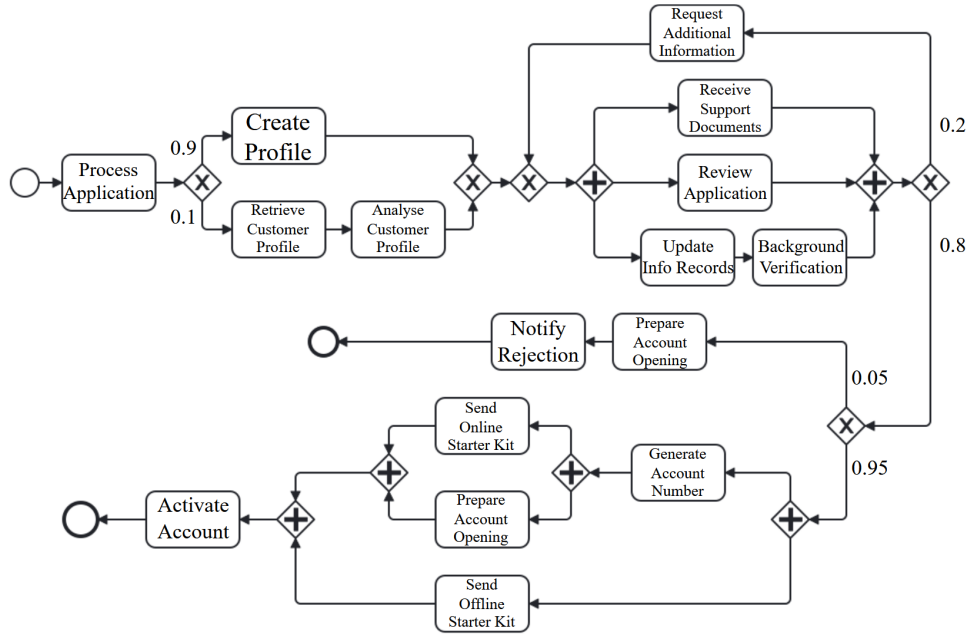 Request
Additional
Information
Receive
Support
Documents
0.2
Create
Profile
0.9
Process
Application
X
X
X
Review
Application
X
0.1
Retrieve
Customer
Profile
Analyse
Customer
Profile
Update
Info Records
Background
Verification
0.8
Notify
Rejection
Prepare
Account
Opening
0.05
X
0.95
Send
Online
Starter Kit
Generate
Account
Number
Activate
Account
Prepare
Account
Opening
Send
Offline
Starter Kit